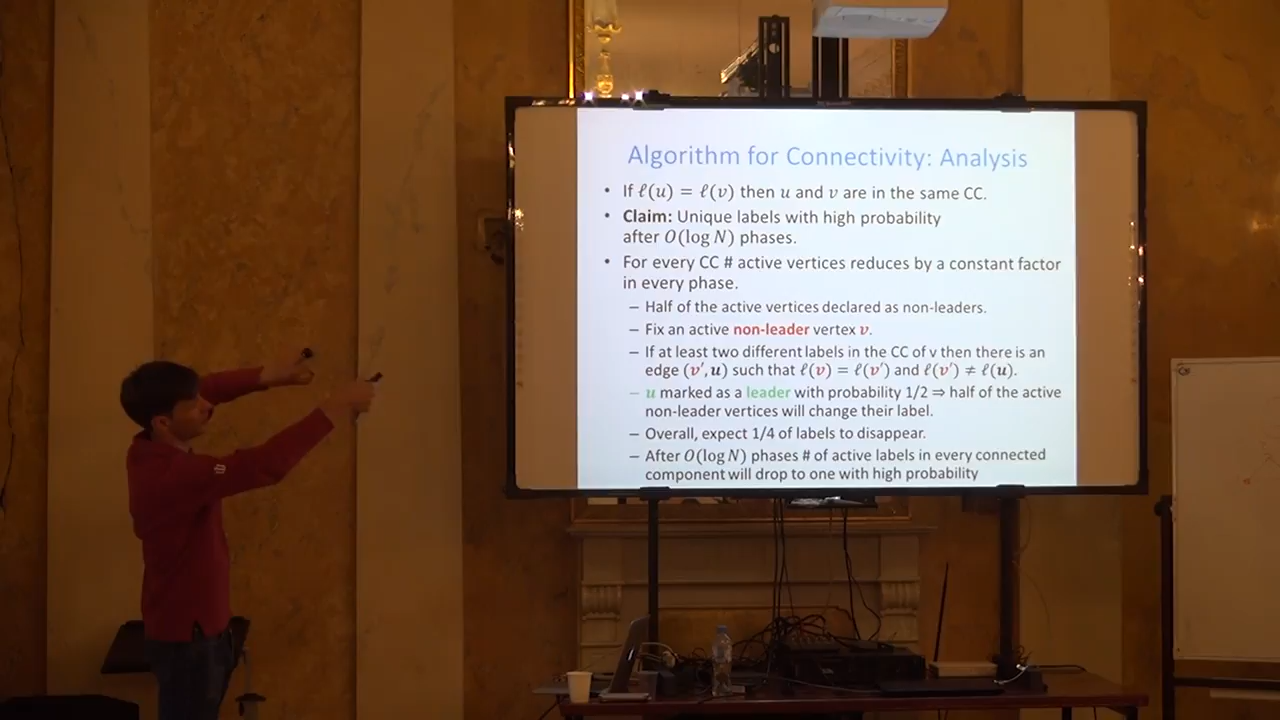 Algorithm for Connectivity: Analysis
• If ℓ(u) = ℓ(v) then u and v are in the same CC.
• Claim: Unique labels with high probability
after O(log N) phases.
• For every CC # active vertices reduces by a constant factor
in every phase.
– Half of the active vertices declared as non-leaders.
– Fix an active non-leader vertex v.
– If at least two different labels in the CC of v then there is an
edge (v′, u) such that ℓ(v) = ℓ(v′) and ℓ(v′) ≠ ℓ(u).
– u marked as a leader with probability 1/2 ⇒ half of the active
non-leader vertices will change their label.
– Overall, expect 1/4 of labels to disappear.
– After O(log N) phases # of active labels in every connected
component will drop to one with high probability